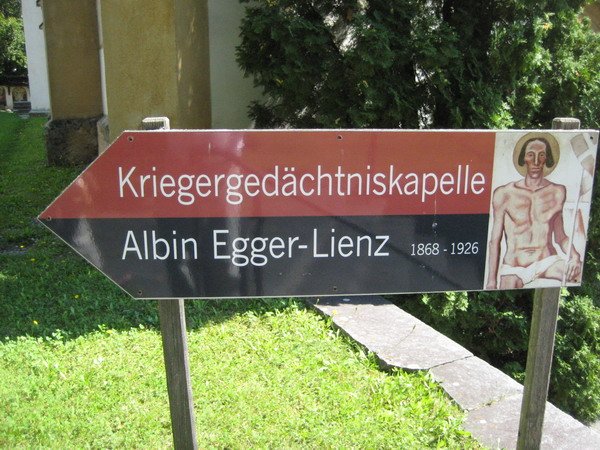 Kriegergedächtniskapelle
Albin Egger-Lienz 1868 - 1926